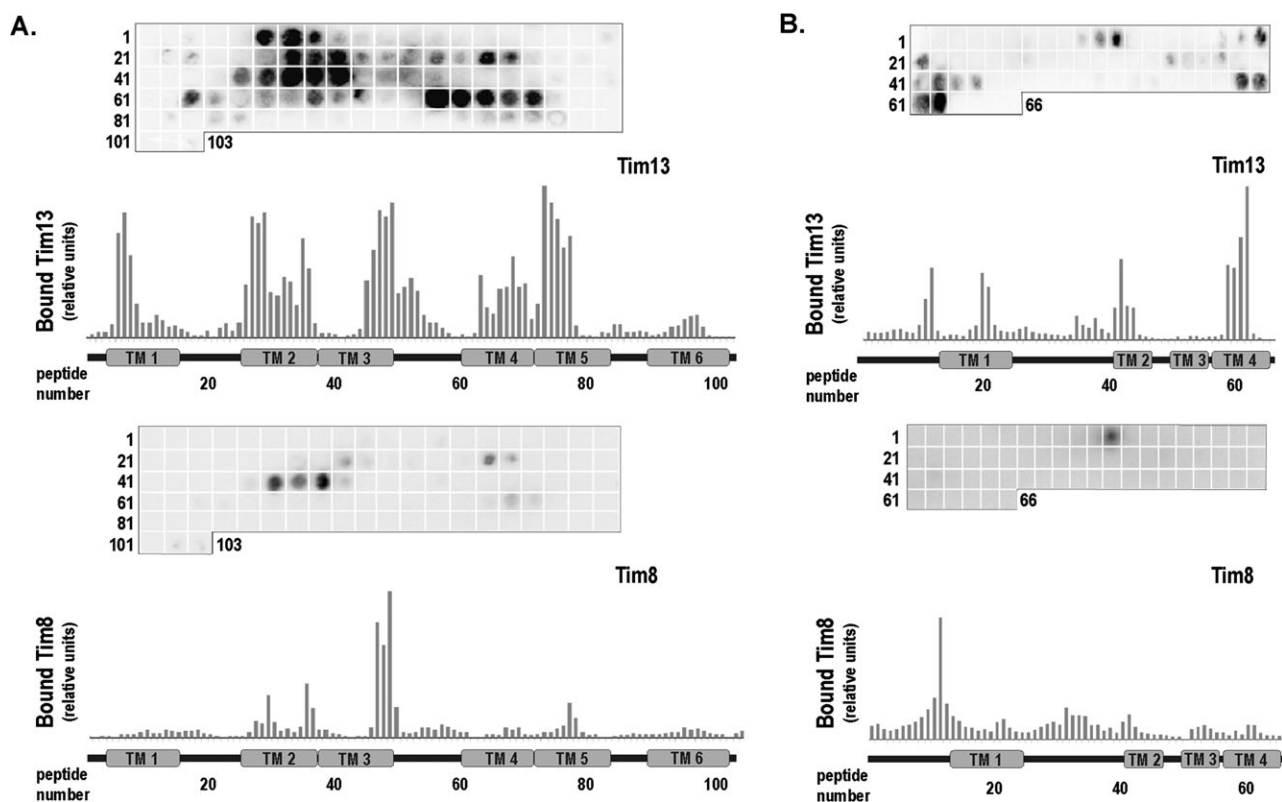 A.
1
21
41
61
81
101
103
Tim13
Bound Tim13
(relative units)
TM 1 TM 2 TM 3 TM 4 TM 5 TM 6
peptide
number
20 40 60 80 100
Tim8
1
21
41
61
81
101
103
Bound Tim8
(relative units)
TM 1 TM 2 TM 3 TM 4 TM 5 TM 6
peptide
number
20 40 60 80 100
B.
1
21
41
61
66
Tim13
Bound Tim13
(relative units)
TM 1 TM 2 TM 3 TM 4
peptide
number
20 40 60
1
21
41
61
66
Tim8
Bound Tim8
(relative units)
TM 1 TM 2 TM 3 TM 4
peptide
number
20 40 60